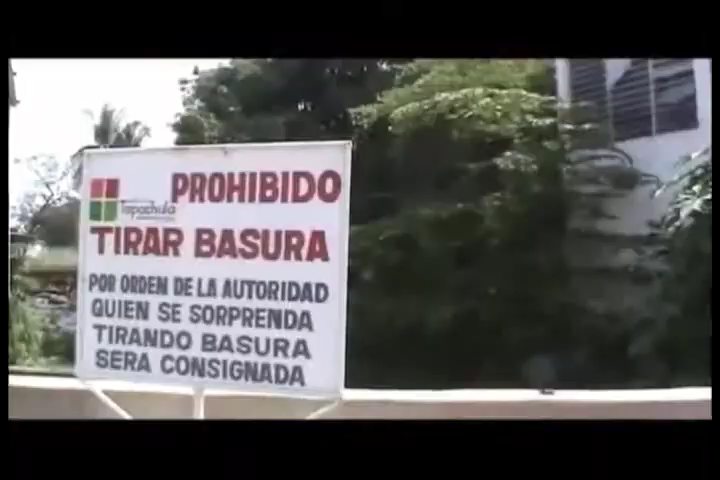 PROHIBIDO
Tapachula
TIRAR BASURA
POR ORDEN DE LA AUTORIDAD
QUIEN SE SORPRENDA
TIRANDO BASURA
SERA CONSIGNADA